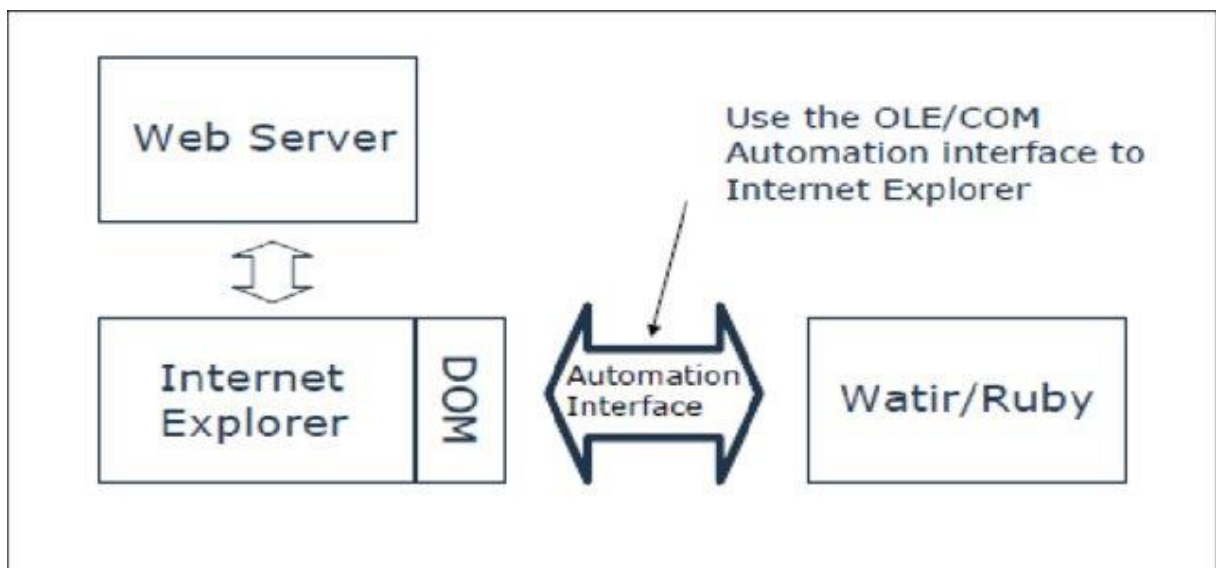 Web Server
Use the OLE/COM
Automation interface to
Internet Explorer
Internet
Explorer
DOM
Automation
Interface
Watir/Ruby